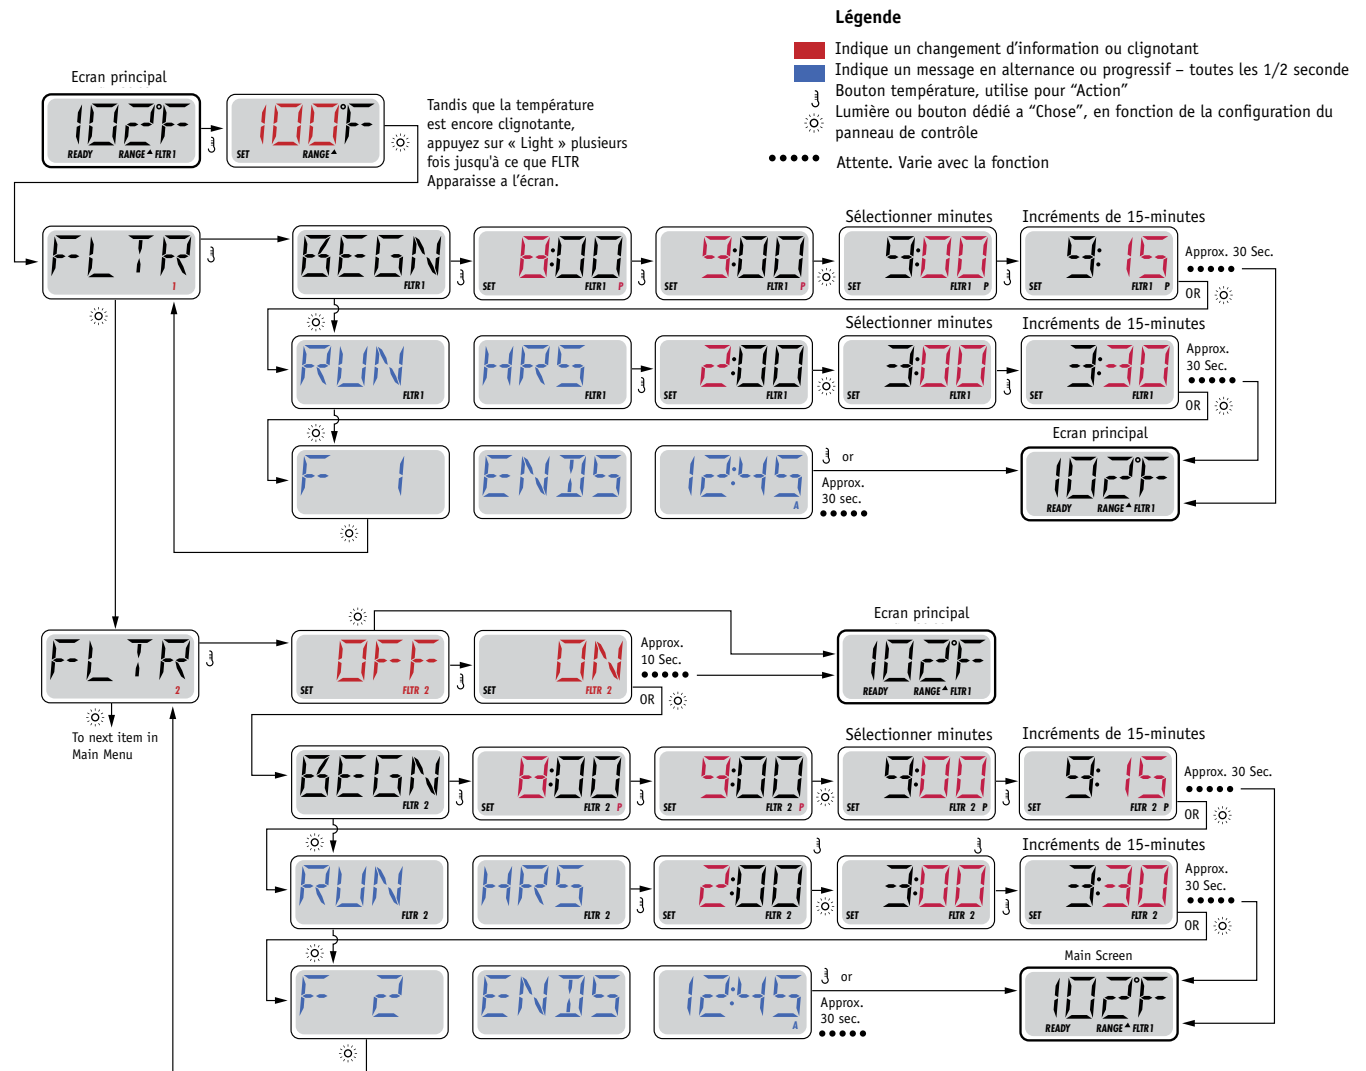 Légende
Indique un changement d'information ou clignotant
Indique un message en alternance ou progressif – toutes les 1/2 seconde
Bouton température, utilise pour "Action"
Lumière ou bouton dédié a "Chose", en fonction de la configuration du
panneau de contrôle
Attente. Varie avec la fonction
Ecran principal
102°F
READY RANGE FLTR1
100°F
SET RANGE
Tandis que la température
est encore clignotante,
appuyez sur « Light » plusieurs
fois jusqu'à ce que FLTR
Apparaisse a l'écran.
Sélectionner minutes
Incréments de 15-minutes
FLTR
1
BEGN
FLTR1
8:00
SET FLTR1 P
9:00
SET FLTR1 P
9:00
SET FLTR1 P
9:15
SET FLTR1 P
Approx. 30 Sec.
OR
Sélectionner minutes
Incréments de 15-minutes
RUN
FLTR1
HRS
FLTR1
2:00
SET FLTR1
3:00
SET FLTR1
3:30
SET FLTR1
Approx.
30 Sec.
OR
F 1
ENDS
12:45
A
or
Approx.
30 sec.
Ecran principal
102°F
READY RANGE FLTR1
FLTR
2
To next item in
Main Menu
OFF
SET FLTR 2
ON
SET FLTR 2
Approx.
10 Sec.
OR
Ecran principal
102°F
READY RANGE FLTR1
Sélectionner minutes
Incréments de 15-minutes
BEGN
FLTR 2
8:00
SET FLTR 2 P
9:00
SET FLTR 2 P
9:00
SET FLTR 2 P
9:15
SET FLTR 2 P
Approx. 30 Sec.
OR
Incréments de 15-minutes
RUN
FLTR 2
HRS
FLTR 2
2:00
SET FLTR 2
3:00
SET FLTR 2
3:30
SET FLTR 2
Approx.
30 Sec.
OR
F 2
ENDS
12:45
A
or
Approx.
30 sec.
Main Screen
102°F
READY RANGE FLTR1